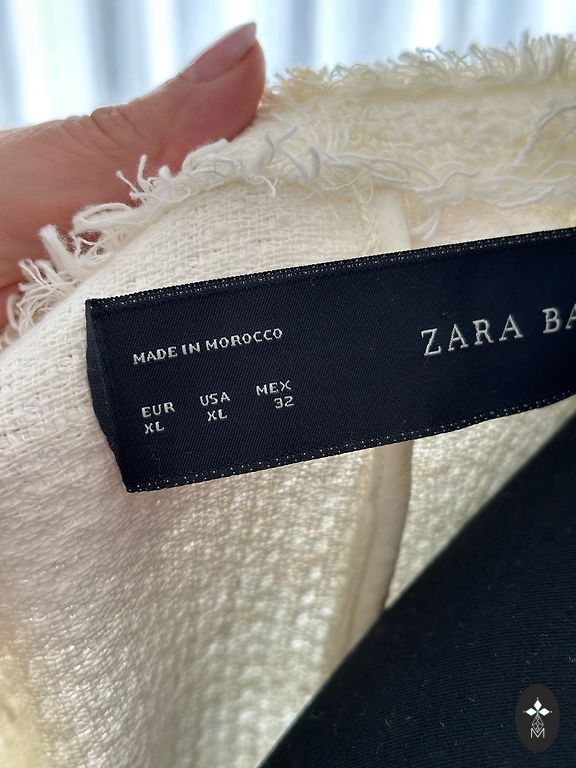 MADE IN MOROCCO
ZARA BA
EUR USA MEX
XL XL 32